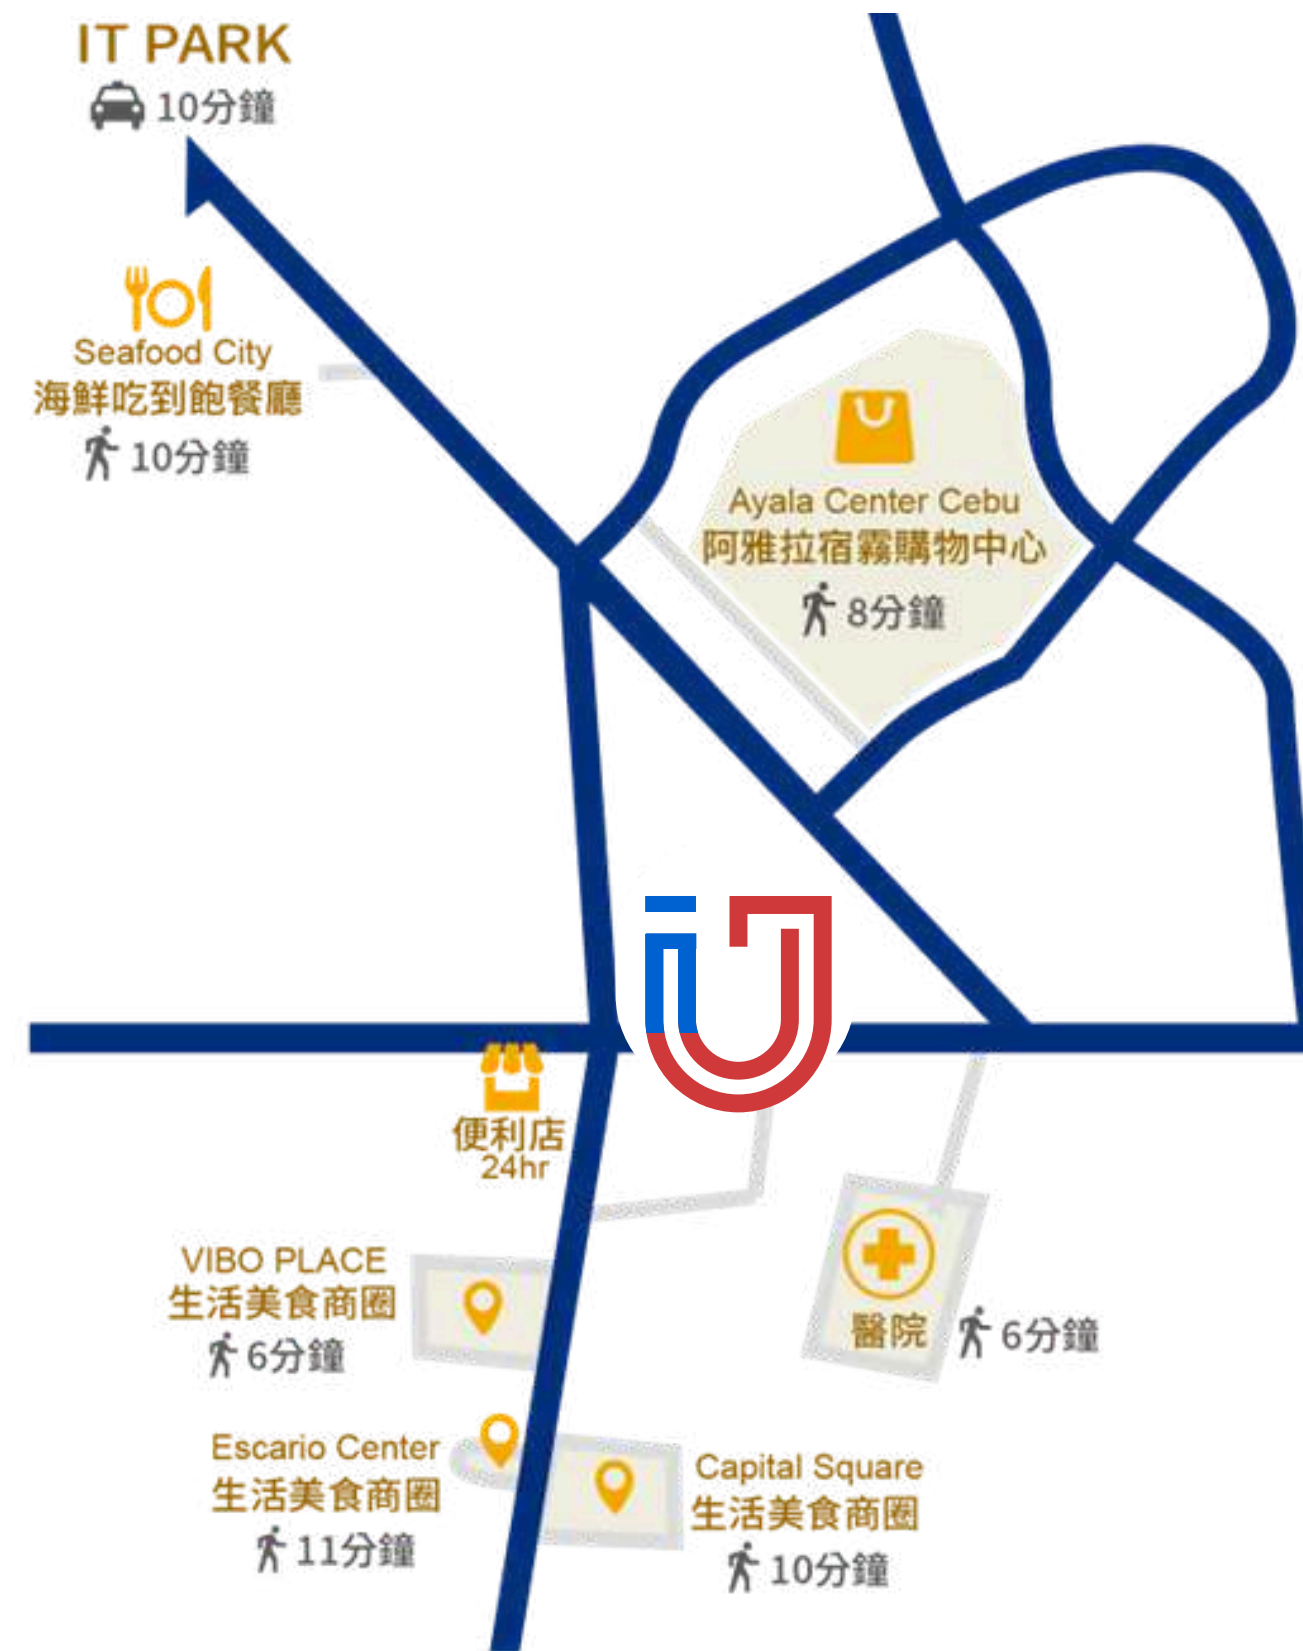 IT PARK
10分鐘
Seafood City
海鮮吃到飽餐廳
10分鐘
Ayala Center Cebu
阿雅拉宿霧購物中心
8分鐘
iU
便利店
24hr
VIBO PLACE
生活美食商圈
6分鐘
醫院
6分鐘
Escario Center
生活美食商圈
11分鐘
Capital Square
生活美食商圈
10分鐘